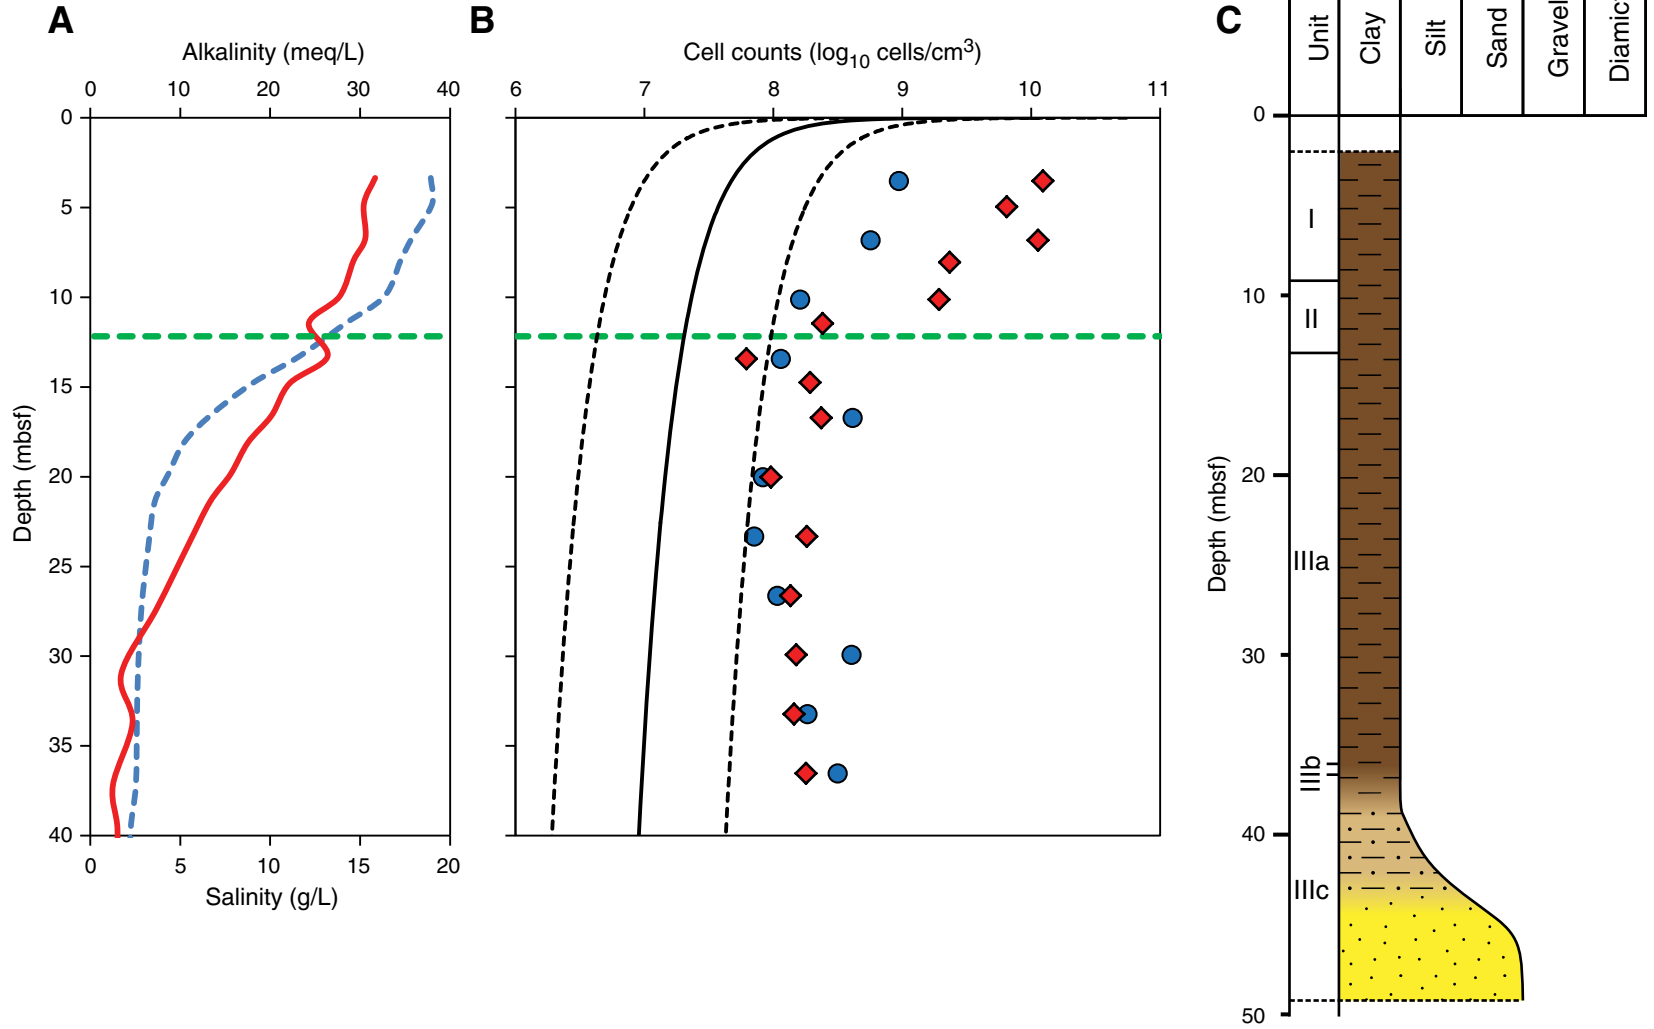 A
Alkalinity (meq/L)
0 10 20 30 40
0
5
10
15
20
25
30
35
40
Depth (mbsf)
0 5 10 15 20
Salinity (g/L)
B
Cell counts (log10 cells/cm3)
6 7 8 9 10 11
C
Unit
Clay
Silt
Sand
Gravel
Diamict
0
10
20
30
40
50
Depth (mbsf)
I
II
IIIa
IIIb
IIIc